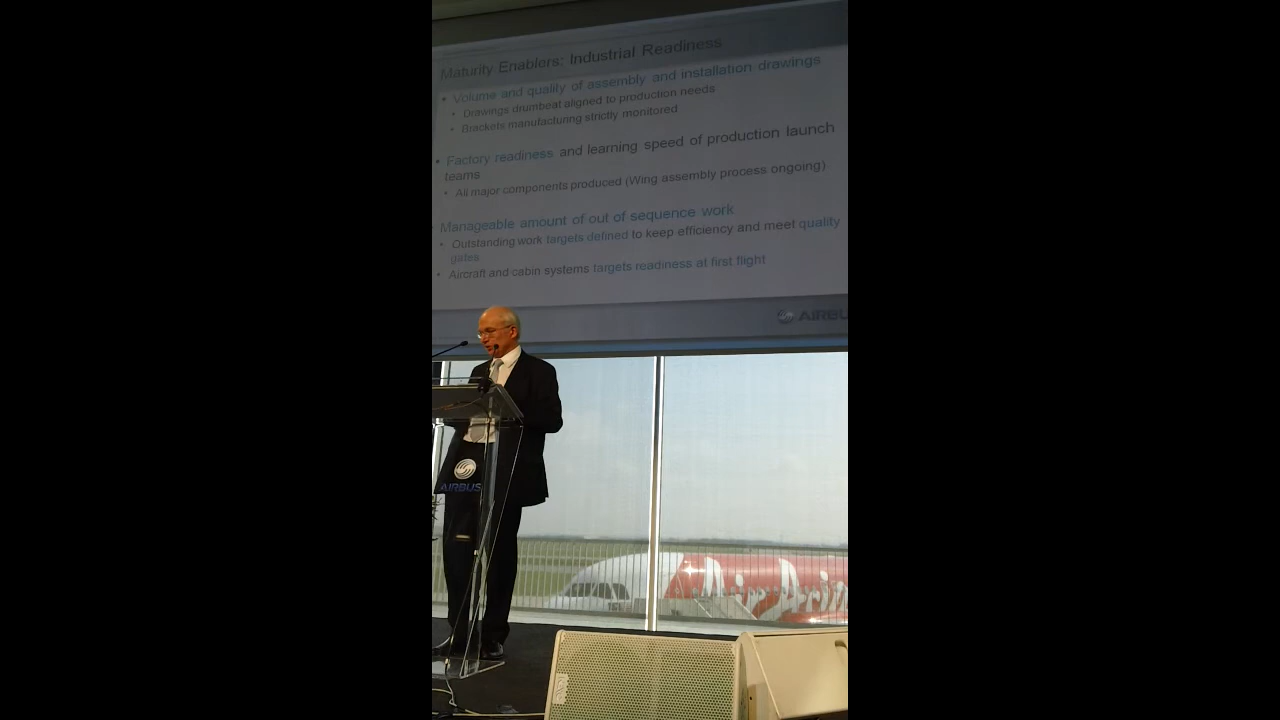 Maturity Enablers: Industrial Readiness
• Volume and quality of assembly and installation drawings
• Drawings drumbeat aligned to production needs
• Brackets manufacturing strictly monitored
• Factory readiness and learning speed of production launch
teams
• All major components produced (Wing assembly process ongoing)
• Manageable amount of out of sequence work
• Outstanding work targets defined to keep efficiency and meet quality
gates
• Aircraft and cabin systems targets readiness at first flight
AIRBU
AIRBUS
Air Asia